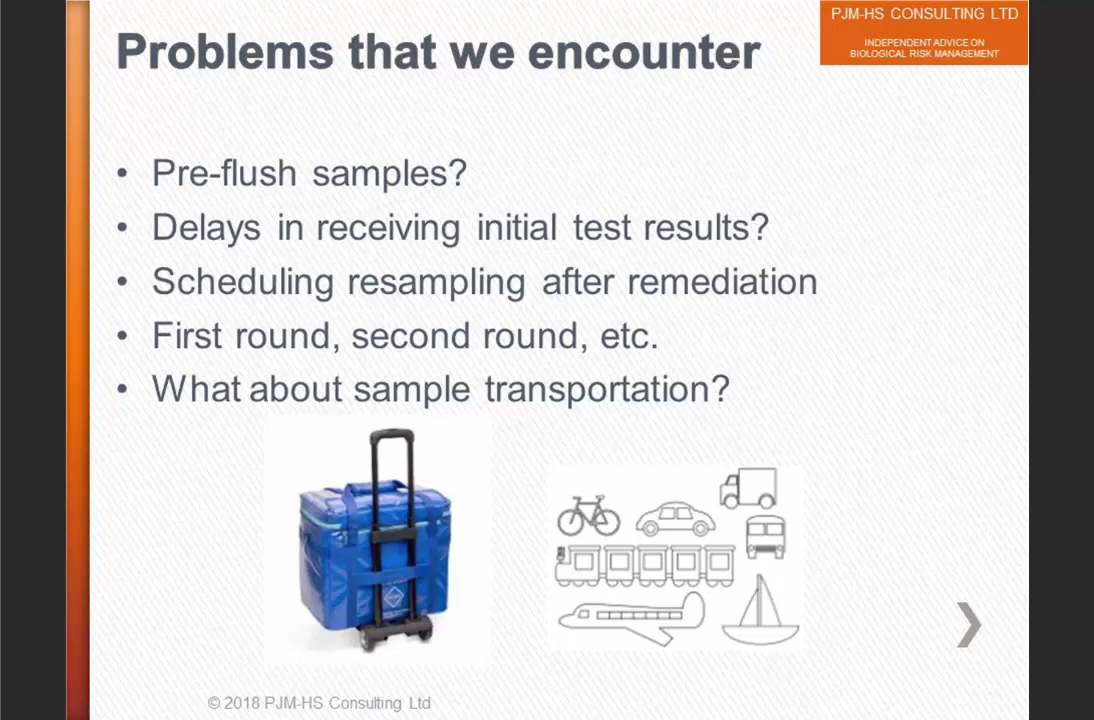 Problems that we encounter
PJM-HS CONSULTING LTD
INDEPENDENT ADVICE ON
BIOLOGICAL RISK MANAGEMENT
• Pre-flush samples?
• Delays in receiving initial test results?
• Scheduling resampling after remediation
• First round, second round, etc.
• What about sample transportation?
© 2018 PJM-HS Consulting Ltd